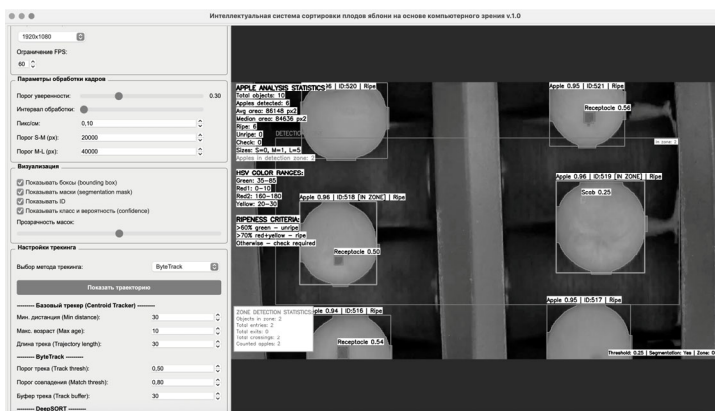 Интеллектуальная система сортировки плодов яблони на основе компьютерного зрения v.1.0
1920x1080
Ограничение FPS:
60
Параметры обработки кадров
Порог уверенности: 0.30
Интервал обработки:
Пикс/см: 0,10
Порог S-M (px): 20000
Порог M-L (px): 40000
Визуализация
Показывать боксы (bounding box)
Показывать маски (segmentation mask)
Показывать ID
Показывать класс и вероятность (confidence)
Прозрачность масок:
Настройки трекинга
Выбор метода трекинга: ByteTrack
Показать траекторию
--------- Базовый трекер (Centroid Tracker) ---------
Мин. дистанция (Min distance): 30
Макс. возраст (Max age): 10
Длина трека (Trajectory length): 30
--------- ByteTrack ---------
Порог трека (Track thresh): 0,50
Порог совпадения (Match thresh): 0,80
Буфер трека (Track buffer): 30
--------- DeepSORT ---------
APPLE ANALYSIS STATISTICS
Total objects: 10
Apples detected: 6
Avg area: 86148 px2
Median area: 84636 px2
Ripe: 6
Unripe: 0
Check: 0
Sizes: S=0, M=1, L=5
Apples in detection zone: 2
HSV COLOR RANGES:
Green: 35-85
Red1: 0-10
Red2: 160-180
Yellow: 20-30
RIPENESS CRITERIA:
>60% green - unripe
>70% red+yellow - ripe
Otherwise - check required
ZONE DETECTION STATISTICS:
Objects in zone: 2
Total entries: 2
Total exits: 0
Total crossings: 2
Counted apples: 2
DETECTION
96 | ID:520 | Ripe
Apple 0.95 | ID:521 | Ripe
Receptacle 0.56
In zone: 2
Apple 0.96 | ID:518 [IN ZONE] | Ripe
Receptacle 0.50
Apple 0.96 | ID:519 [IN ZONE] | Ripe
Scab 0.25
ple 0.94 | ID:516 | Ripe
Receptacle 0.54
Apple 0.95 | ID:517 | Ripe
Threshold: 0.25 | Segmentation: Yes | Zone: 0